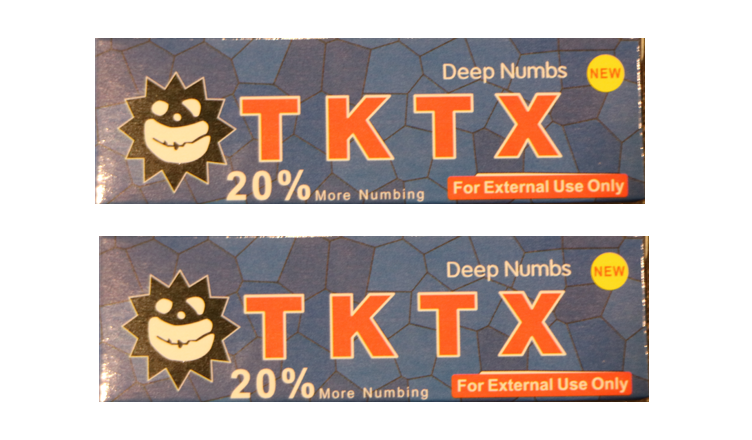 Deep Numbs NEW
TKTX
20% More Numbing For External Use Only
Deep Numbs NEW
TKTX
20% More Numbing For External Use Only